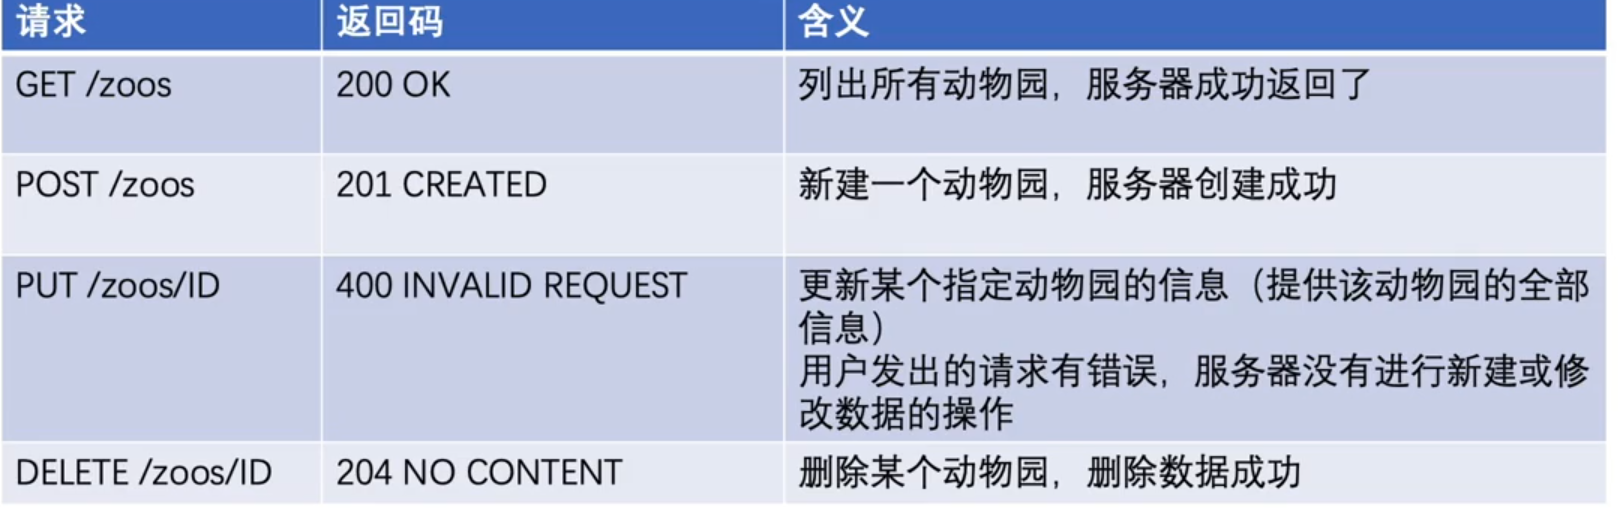 请求 返回码 含义
GET /zoos 200 OK 列出所有动物园，服务器成功返回了
POST /zoos 201 CREATED 新建一个动物园，服务器创建成功
PUT /zoos/ID 400 INVALID REQUEST 更新某个指定动物园的信息（提供该动物园的全部
信息）
用户发出的请求有错误，服务器没有进行新建或修
改数据的操作
DELETE /zoos/ID 204 NO CONTENT 删除某个动物园，删除数据成功